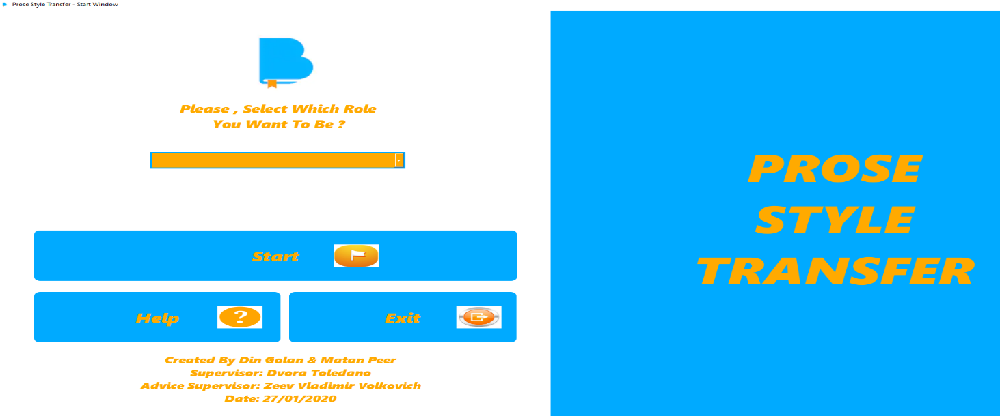 Prose Style Transfer - Start Window
Please , Select Which Role
You Want To Be ?
Start
Help
Exit
Created By Din Golan & Matan Peer
Supervisor: Dvora Toledano
Advice Supervisor: Zeev Vladimir Volkovich
Date: 27/01/2020
PROSE
STYLE
TRANSFER